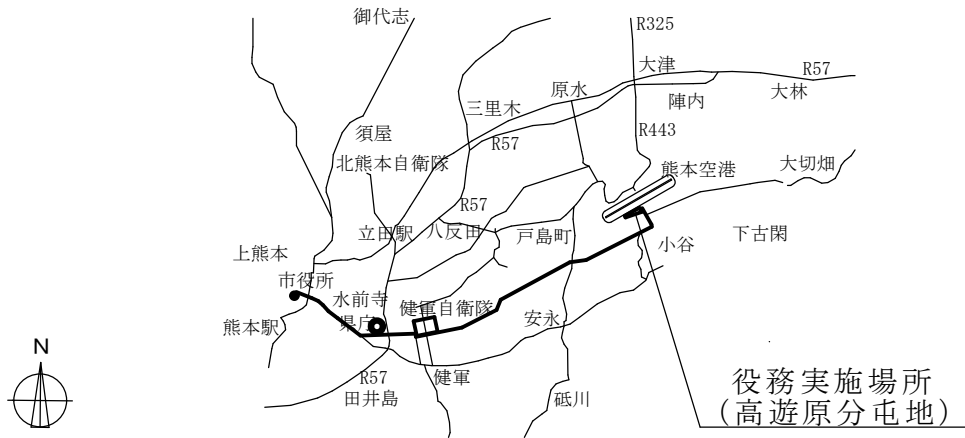 御代志
R325
大津
R57
原水
大林
三里木
陣内
須屋
R57
R443
北熊本自衛隊
熊本空港
大切畑
R57
立田駅
八反田
戸島町
下古閑
小谷
上熊本
市役所
水前寺
健軍自衛隊
県庁
安永
熊本駅
N
R57
健軍
田井島
砥川
役務実施場所
(高遊原分屯地)